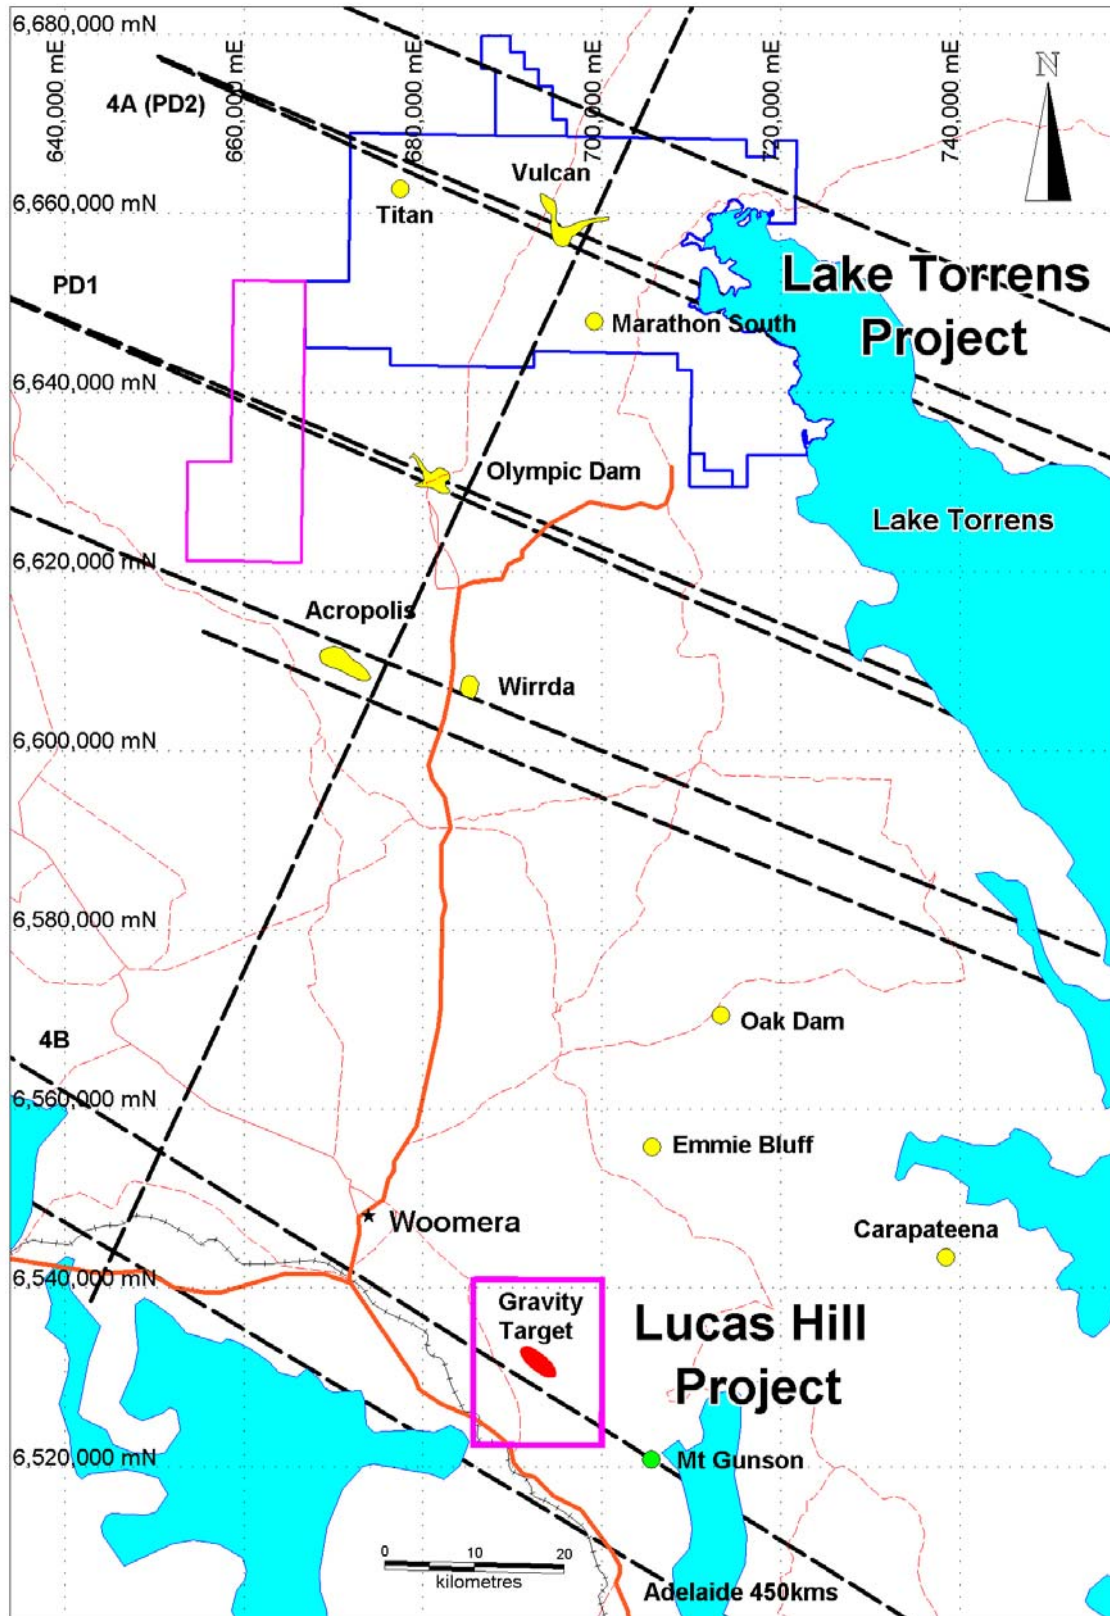 6,680,000 mN
640,000 mE
660,000 mE
680,000 mE
700,000 mE
720,000 mE
740,000 mE
N
4A (PD2)
Vulcan
6,660,000 mN
Titan
Lake Torrens
Project
PD1
Marathon South
6,640,000 mN
Olympic Dam
Lake Torrens
6,620,000 mN
Acropolis
Wirrda
6,600,000 mN
6,580,000 mN
Oak Dam
4B
6,560,000 mN
Emmie Bluff
Woomera
Carapateena
6,540,000 mN
Gravity
Target
Lucas Hill
Project
6,520,000 mN
Mt Gunson
0 10 20
kilometres
Adelaide 450kms